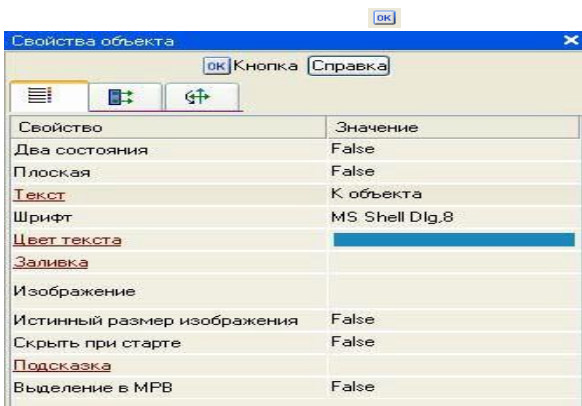 OK
Свойства объекта
OK Кнопка Справка
Свойство Значение
Два состояния False
Плоская False
Текст К объекта
Шрифт MS Shell Dlg,8
Цвет текста
Заливка
Изображение
Истинный размер изображения False
Скрыть при старте False
Подсказка
Выделение в МРВ False